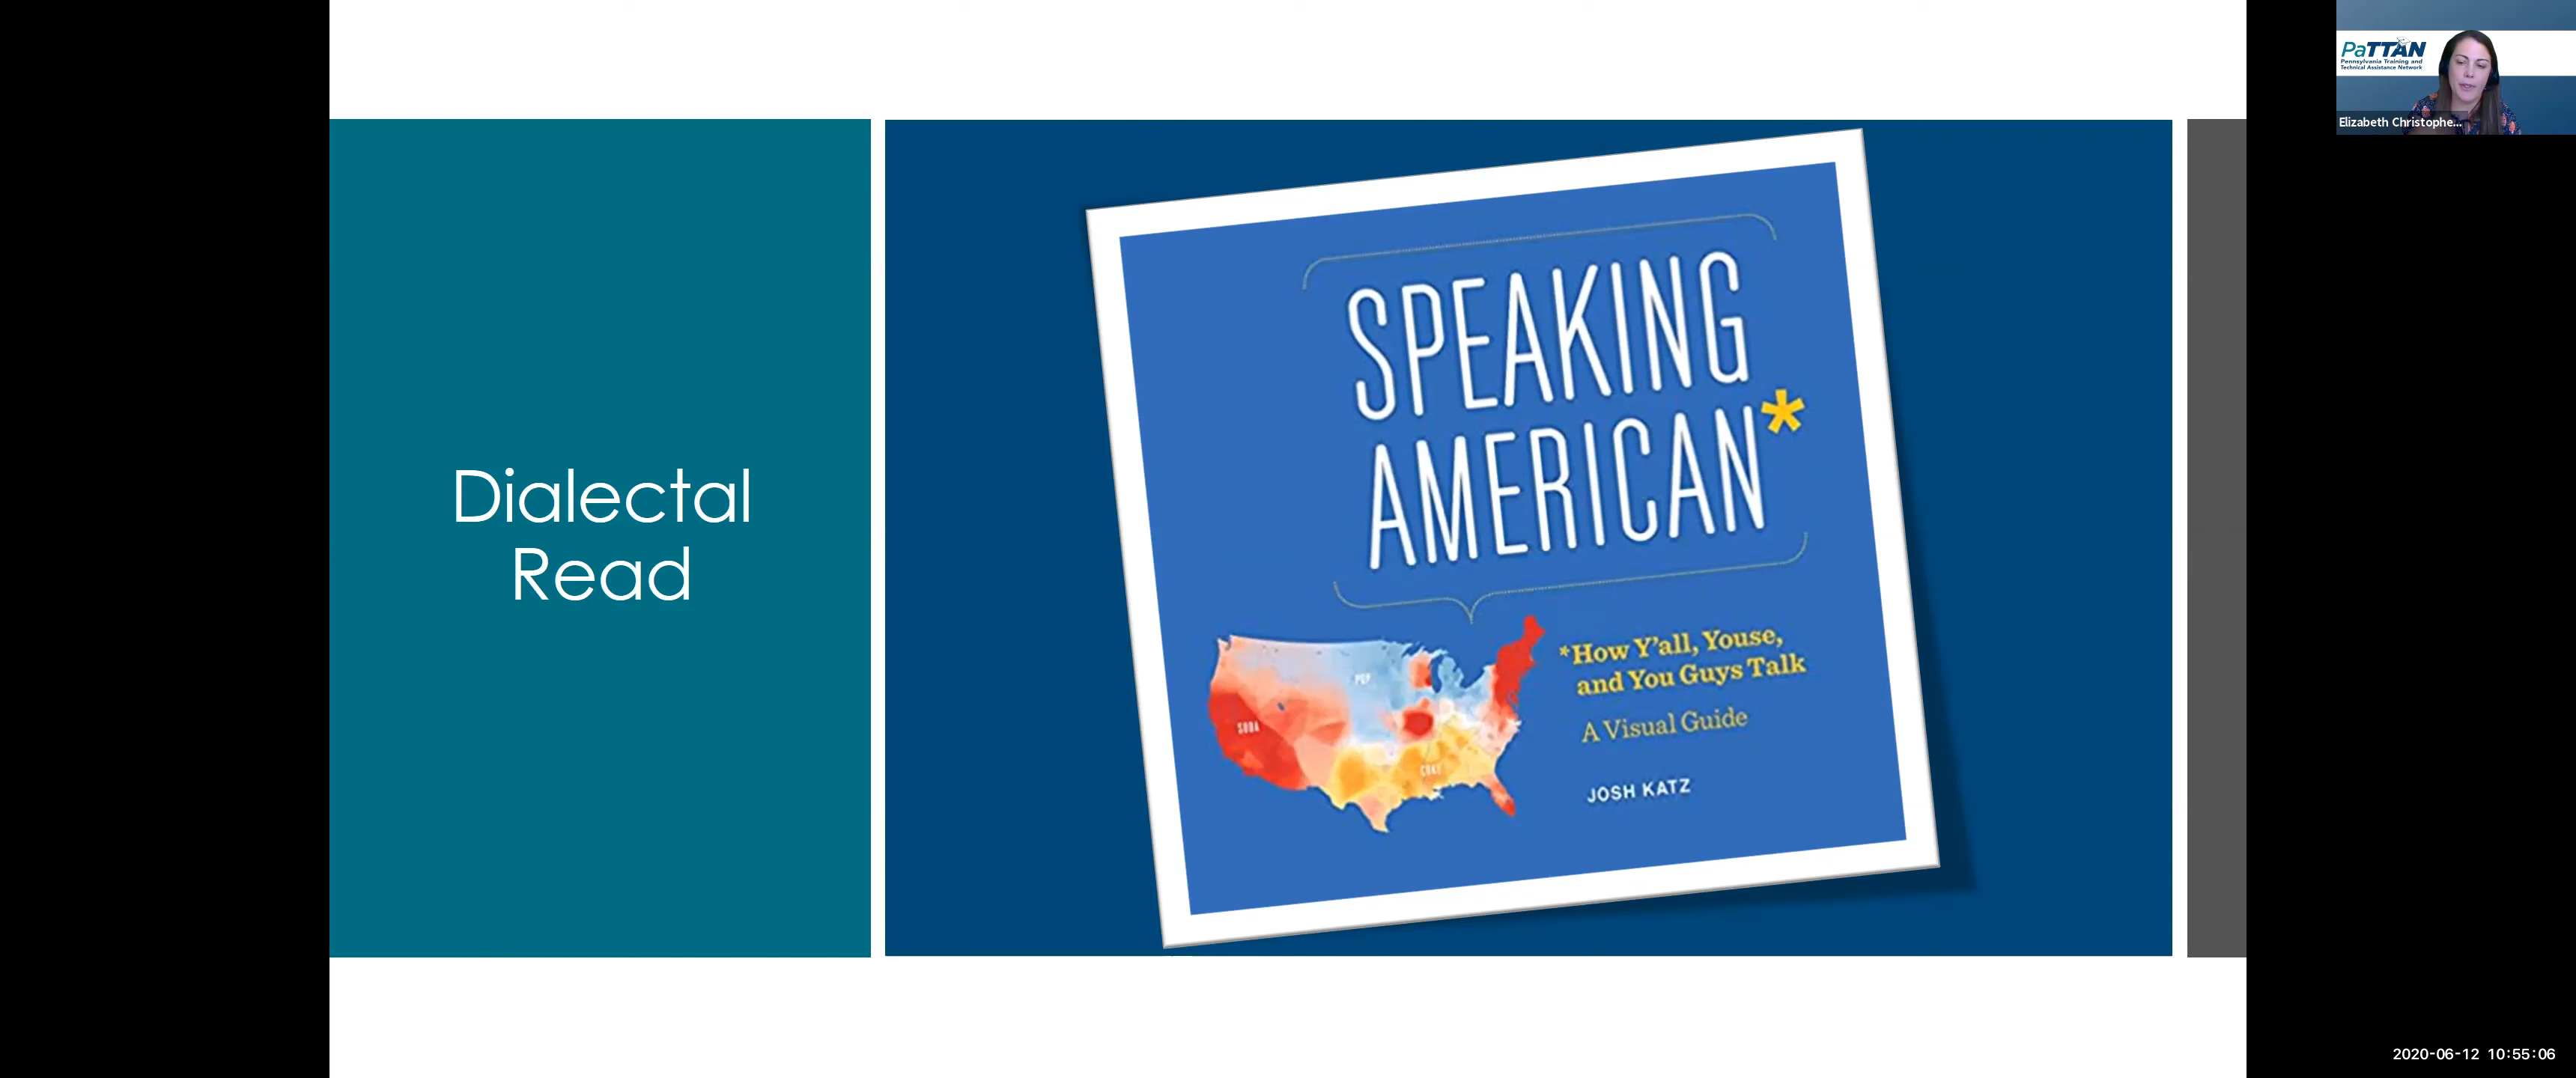 Dialectal
Read
SPEAKING
AMERICAN*
POP
SODA
COKE
*How Y'all, Youse,
and You Guys Talk
A Visual Guide
JOSH KATZ
PaTTAN
Pennsylvania Training and
Technical Assistance Network
Elizabeth Christophe...
2020-06-12 10:55:06